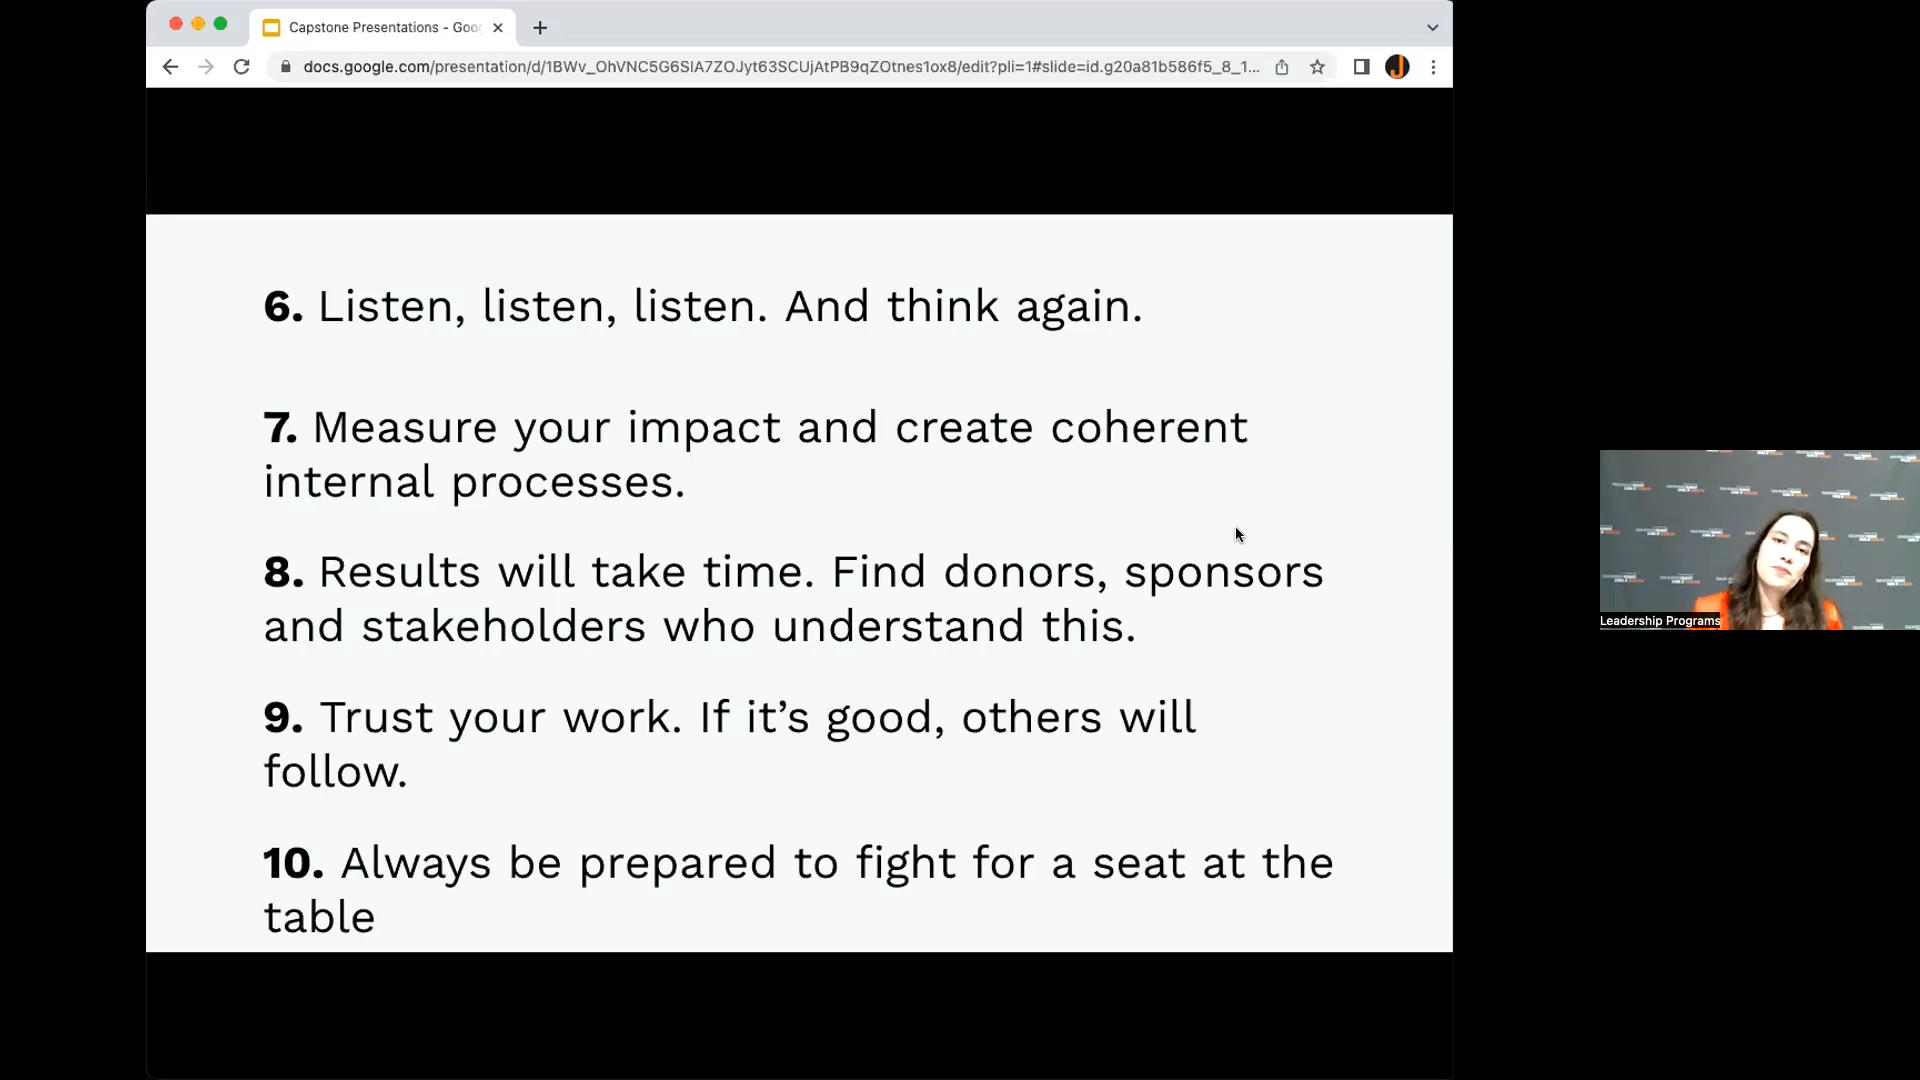 Capstone Presentations - Goo
docs.google.com/presentation/d/1BWv_OhVNC5G6SlA7ZOJyt63SCUjAtPB9qZOtnes1ox8/edit?pli=1#slide=id.g20a81b586f5_8_1...
6. Listen, listen, listen. And think again.
7. Measure your impact and create coherent
internal processes.
8. Results will take time. Find donors, sponsors
and stakeholders who understand this.
9. Trust your work. If it’s good, others will
follow.
10. Always be prepared to fight for a seat at the
table
Leadership Programs